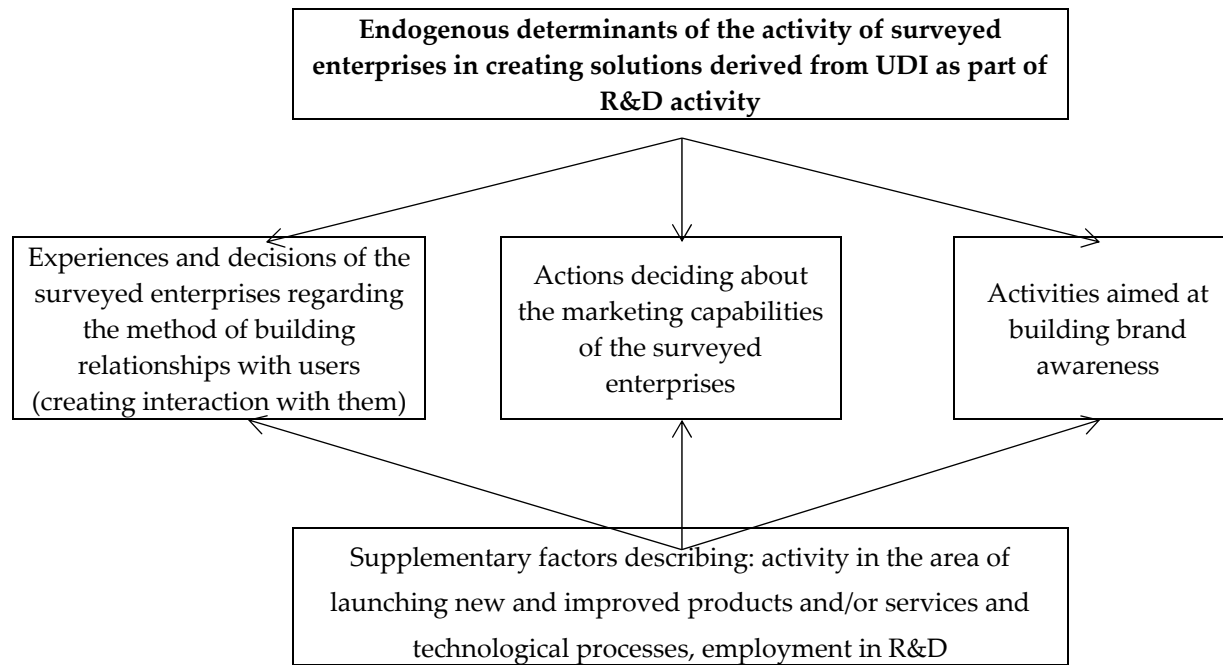 Endogenous determinants of the activity of surveyed
enterprises in creating solutions derived from UDI as part of
R&D activity
Experiences and decisions of the
surveyed enterprises regarding
the method of building
relationships with users
(creating interaction with them)
Actions deciding about
the marketing capabilities
of the surveyed
enterprises
Activities aimed at
building brand
awareness
Supplementary factors describing: activity in the area of
launching new and improved products and/or services and
technological processes, employment in R&D